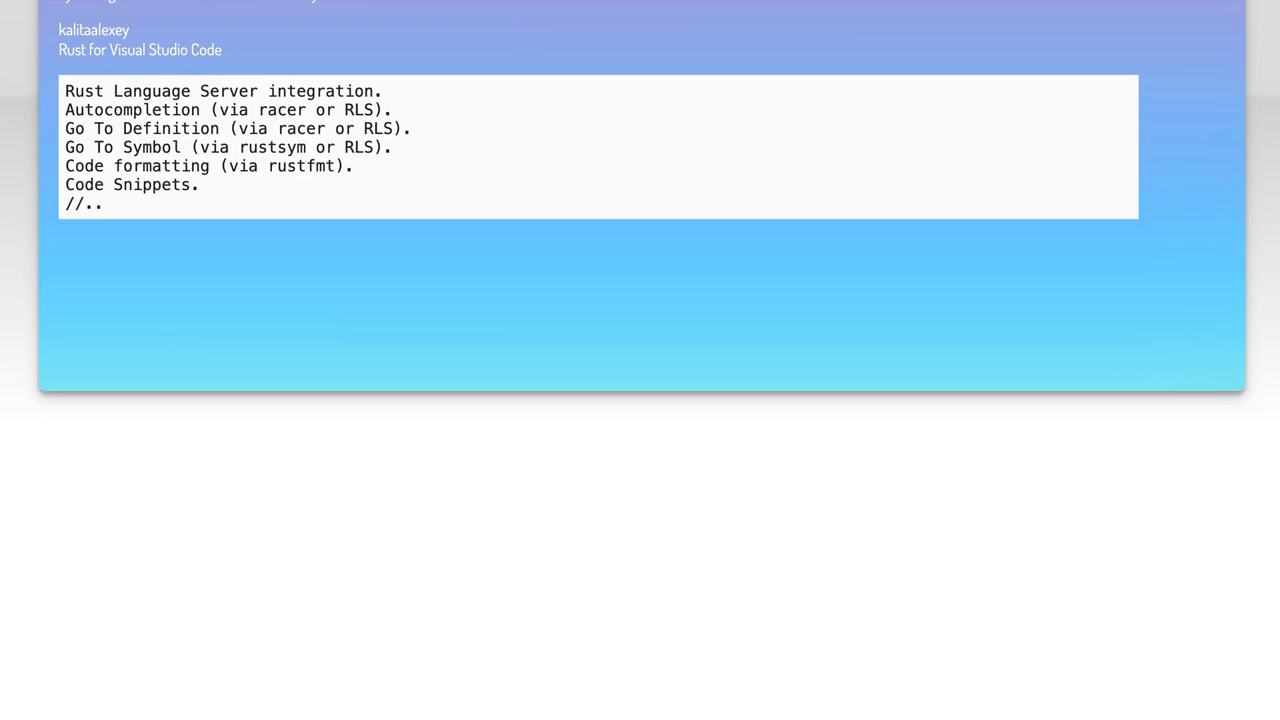 kalitaalexey
Rust for Visual Studio Code
Rust Language Server integration.
Autocompletion (via racer or RLS).
Go To Definition (via racer or RLS).
Go To Symbol (via rustsym or RLS).
Code formatting (via rustfmt).
Code Snippets.
//..